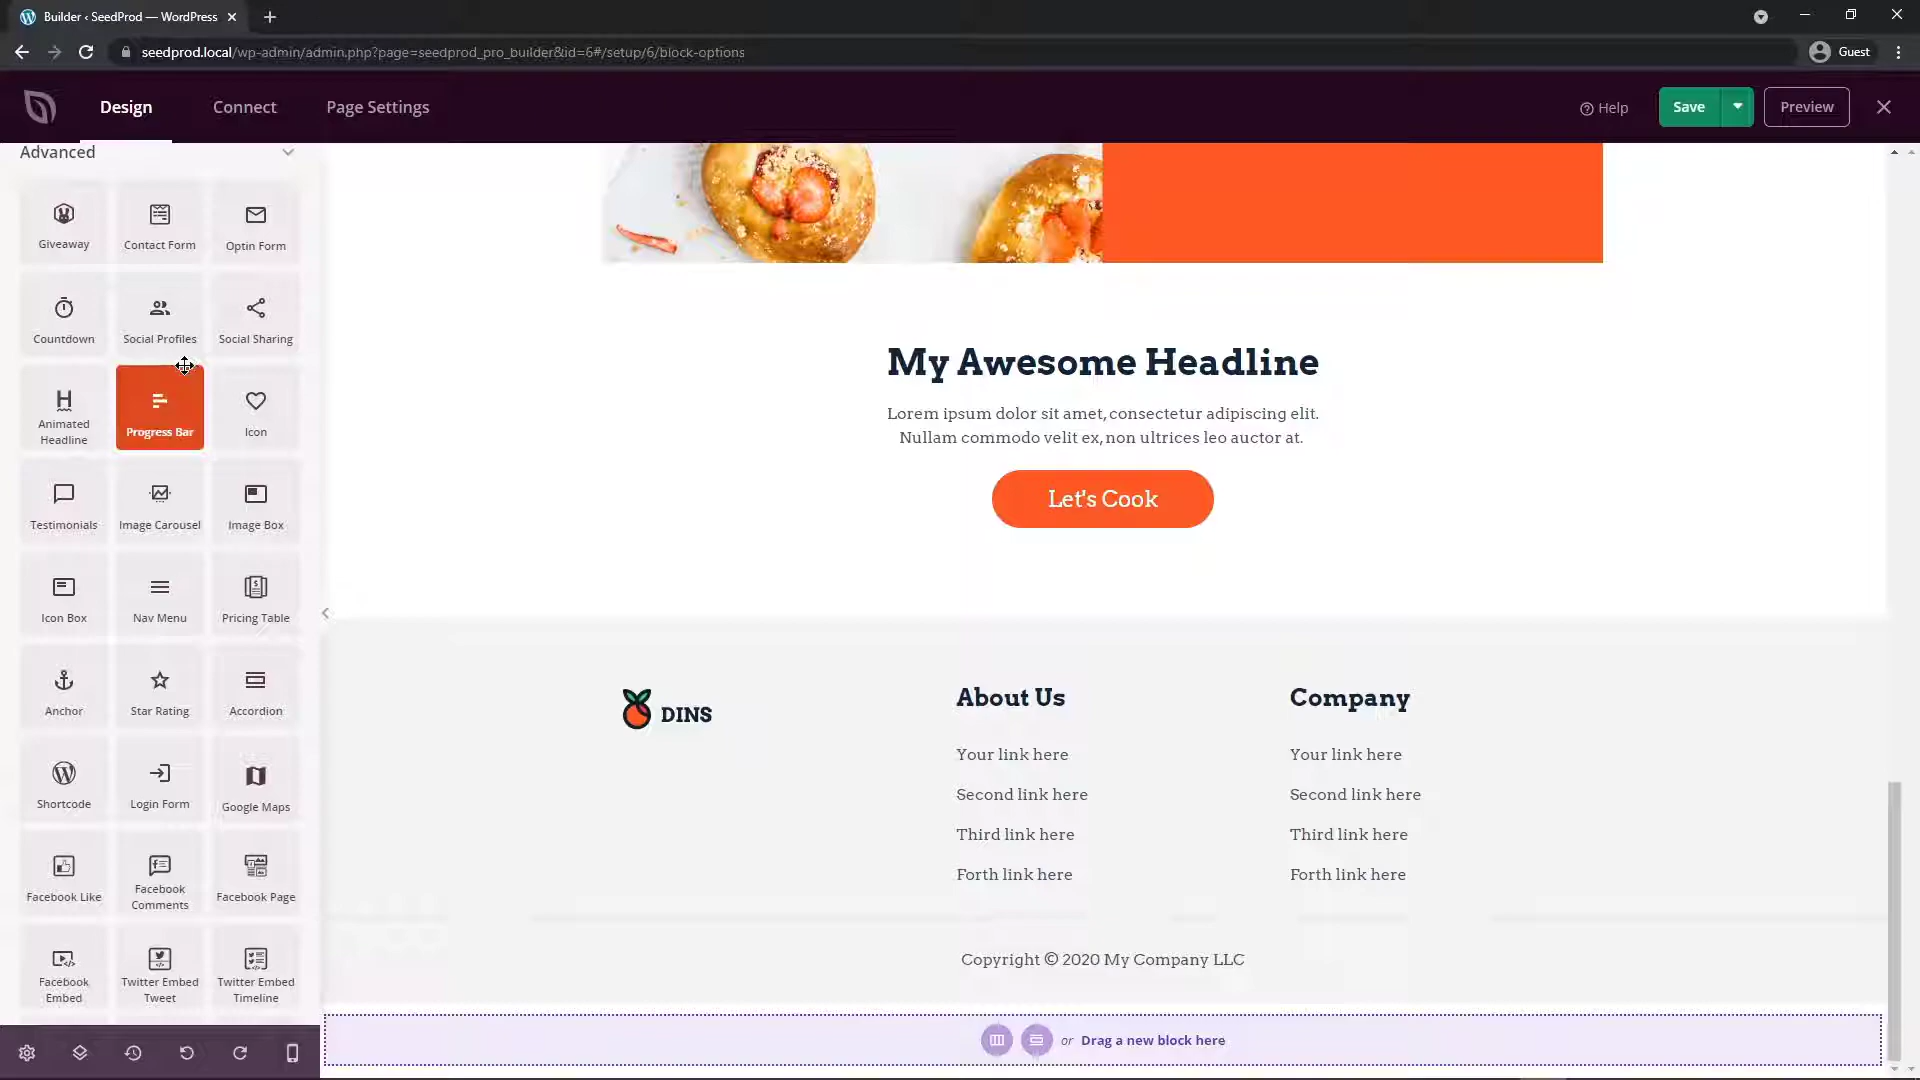 Builder ‹ SeedProd — WordPress
seedprod.local/wp-admin/admin.php?page=seedprod_pro_builder&id=6#/setup/6/block-options
Guest
Design
Connect
Page Settings
Help
Save
Preview
Advanced
Giveaway
Contact Form
Optin Form
Countdown
Social Profiles
Social Sharing
Animated
Headline
Progress Bar
Icon
Testimonials
Image Carousel
Image Box
Icon Box
Nav Menu
Pricing Table
Anchor
Star Rating
Accordion
Shortcode
Login Form
Google Maps
Facebook Like
Facebook
Comments
Facebook Page
Facebook
Embed
Twitter Embed
Tweet
Twitter Embed
Timeline
My Awesome Headline
Lorem ipsum dolor sit amet, consectetur adipiscing elit.
Nullam commodo velit ex, non ultrices leo auctor at.
Let's Cook
DINS
About Us
Your link here
Second link here
Third link here
Forth link here
Company
Your link here
Second link here
Third link here
Forth link here
Copyright © 2020 My Company LLC
or Drag a new block here